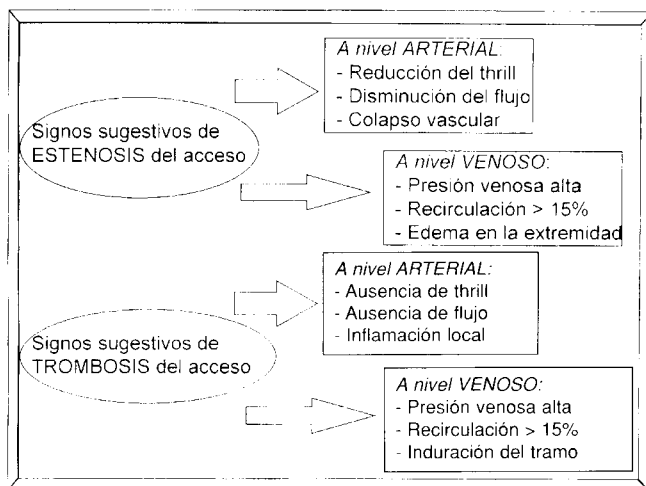 Signos sugestivos de
ESTENOSIS del acceso
A nivel ARTERIAL:
- Reducción del thrill
- Disminución del flujo
- Colapso vascular
A nivel VENOSO:
- Presión venosa alta
- Recirculación > 15%
- Edema en la extremidad
Signos sugestivos de
TROMBOSIS del acceso
A nivel ARTERIAL:
- Ausencia de thrill
- Ausencia de flujo
- Inflamación local
A nivel VENOSO:
- Presión venosa alta
- Recirculación > 15%
- Induración del tramo